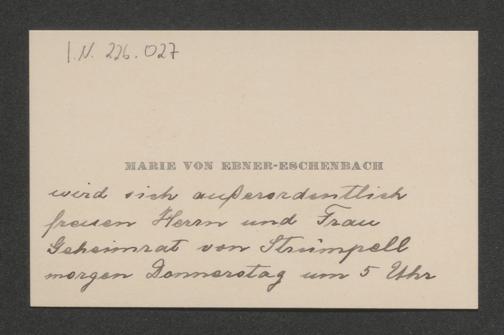 I.N. 226.027
MARIE VON EBNER-ESCHENBACH
wird sich außerordentlich
freuen Herrn und Frau
Geheimrat von Strümpell
morgen Donnerstag um 5 Uhr